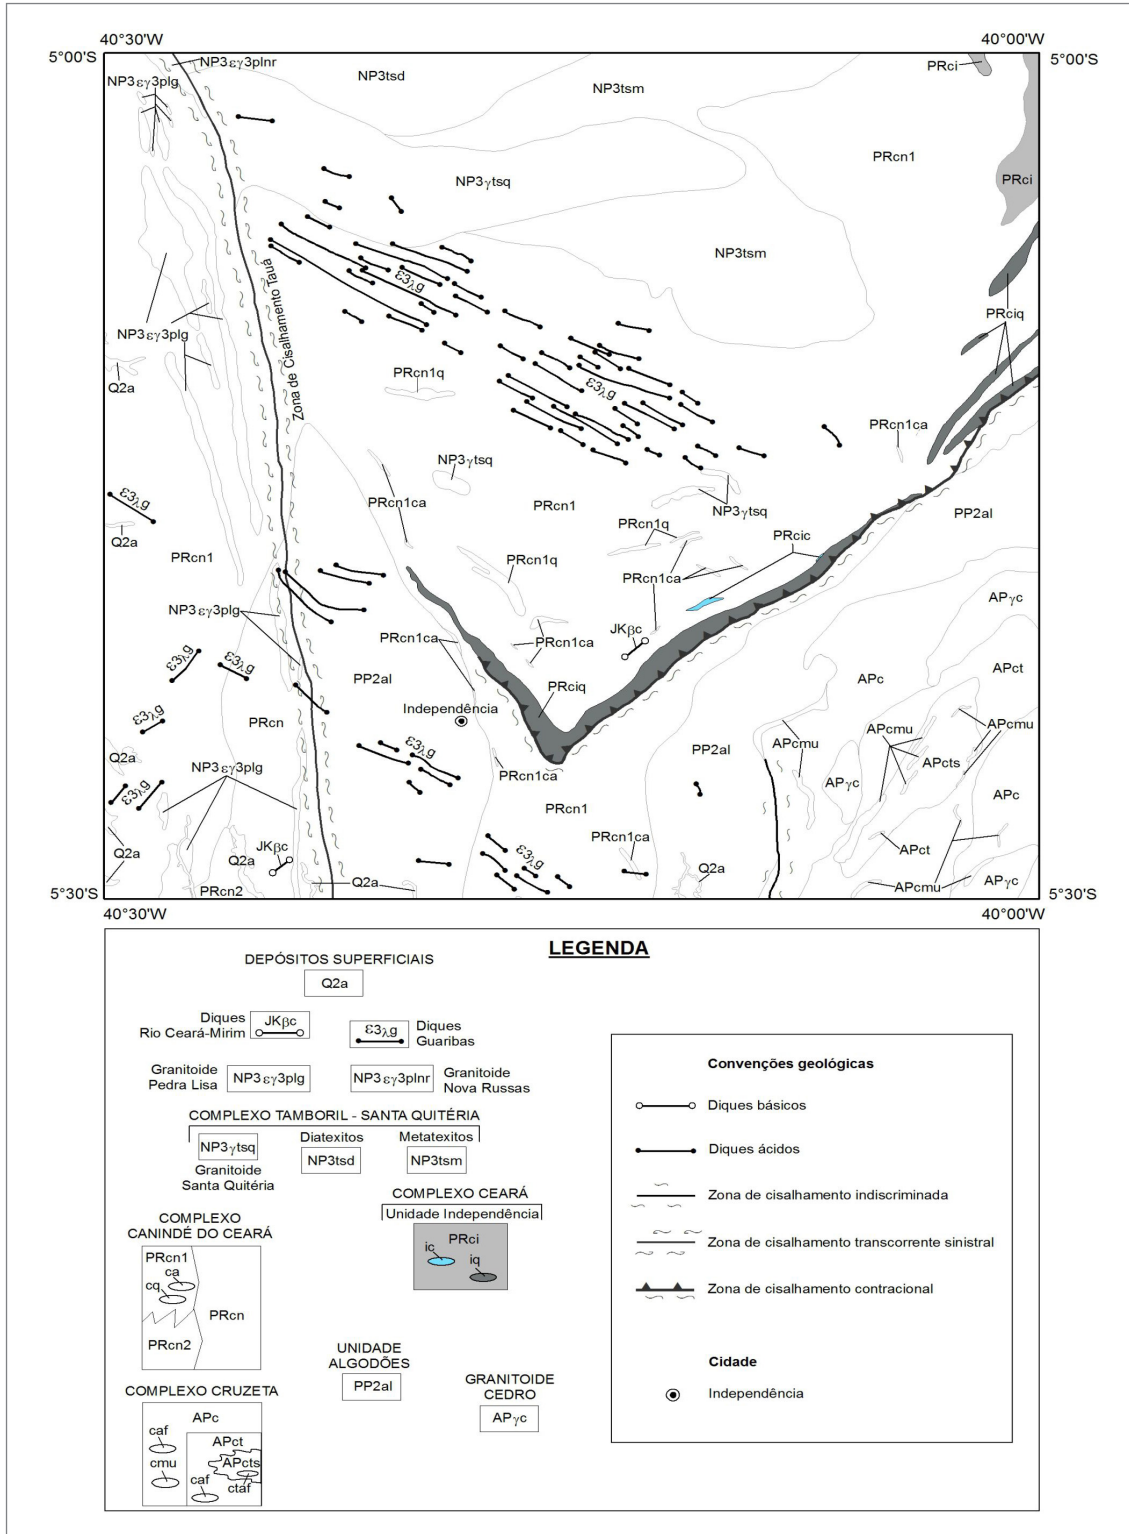 40°30'W
40°00'W
5°00'S
5°00'S
NP3εγ3plnr
NP3tsd
PRci
NP3εγ3plg
NP3tsm
PRcn1
PRci
NP3γtsq
NP3tsm
Zona de Cisalhamento Tauá
ε3λg
PRciq
NP3εγ3plg
Q2a
PRcn1q
ε3λg
PRcn1ca
NP3γtsq
ε3λg
PRcn1ca
PRcn1
NP3γtsq
PP2al
Q2a
PRcn1q
PRcic
PRcn1
PRcn1q
PRcn1ca
APγc
NP3εγ3plg
JKβc
PRcn1ca
PRcn1ca
ε3λg
ε3λg
PP2al
APc
APct
PRciq
Independência
ε3λg
PRcn
APcmu
APcmu
ε3λg
PP2al
Q2a
NP3εγ3plg
APcmu
APcts
PRcn1ca
APγc
ε3λg
PRcn1
APc
PRcn1ca
Q2a
JKβc
ε3λg
APct
Q2a
Q2a
Q2a
APcmu
APγc
PRcn2
5°30'S
5°30'S
40°30'W
40°00'W
LEGENDA
DEPÓSITOS SUPERFICIAIS
Q2a
Diques
Rio Ceará-Mirim
JKβc
ε3λg
Diques
Guaribas
Granitoide
Pedra Lisa
NP3εγ3plg
NP3εγ3plnr
Granitoide
Nova Russas
COMPLEXO TAMBORIL - SANTA QUITÉRIA
NP3γtsq
Diatexitos
NP3tsd
Metatexitos
NP3tsm
Granitoide
Santa Quitéria
COMPLEXO CEARÁ
Unidade Independência
PRci
ic
iq
COMPLEXO
CANINDÉ DO CEARÁ
PRcn1
ca
cq
PRcn
PRcn2
UNIDADE
ALGODÕES
PP2al
GRANITOIDE
CEDRO
APγc
COMPLEXO CRUZETA
APc
caf
APct
cmu
APcts
caf
ctaf
Convenções geológicas
Diques básicos
Diques ácidos
Zona de cisalhamento indiscriminada
Zona de cisalhamento transcorrente sinistral
Zona de cisalhamento contracional
Cidade
Independência